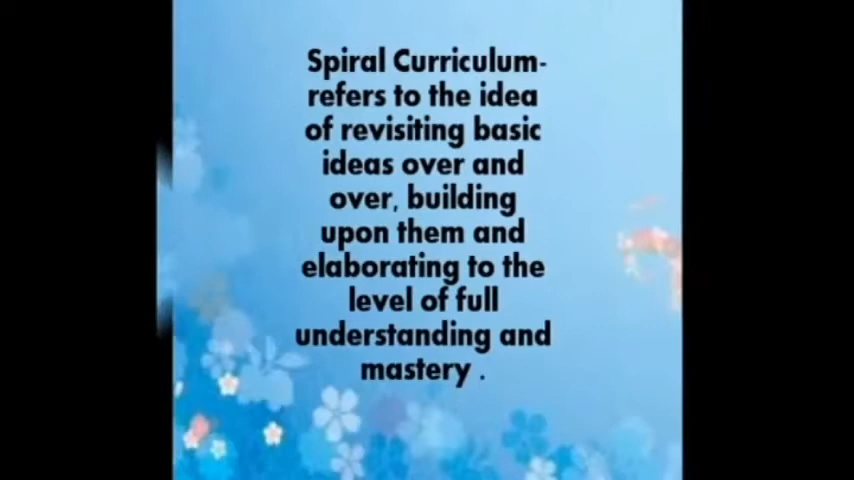 Spiral Curriculum-
refers to the idea
of revisiting basic
ideas over and
over, building
upon them and
elaborating to the
level of full
understanding and
mastery .